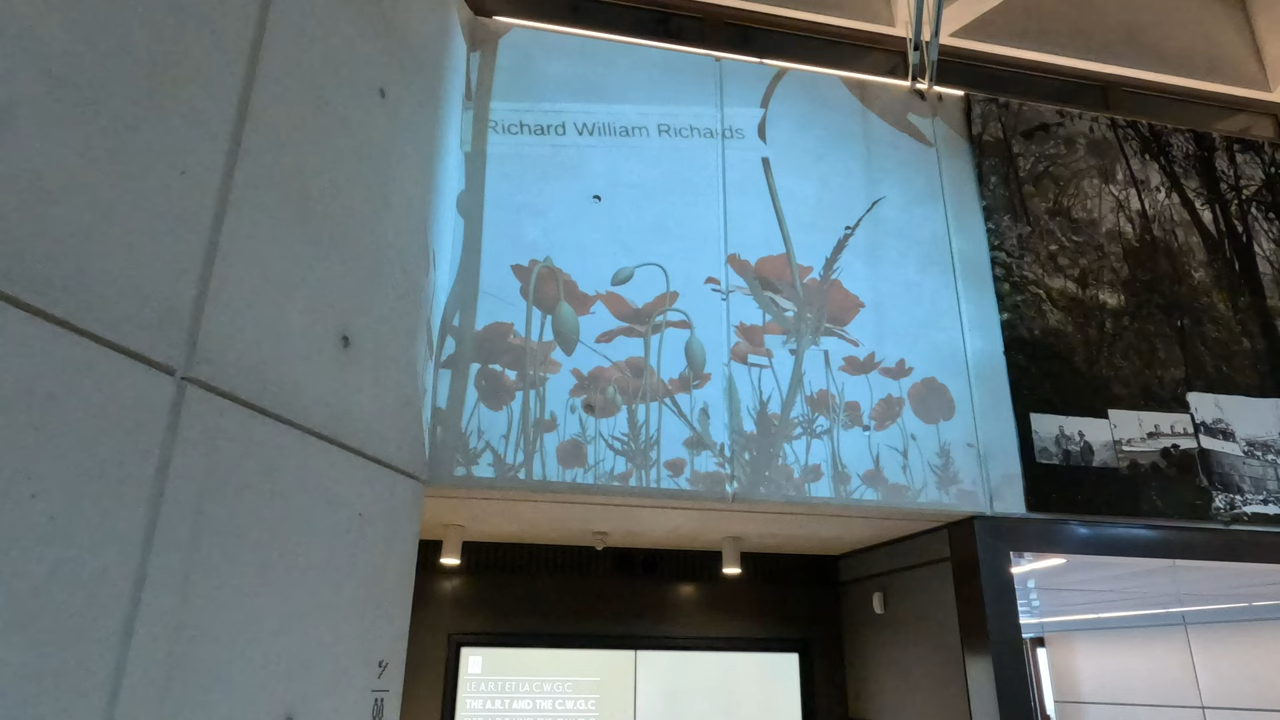 Richard William Richards
LE A.R.T ET LA C.W.G.C
THE A.R.T AND THE C.W.G.C